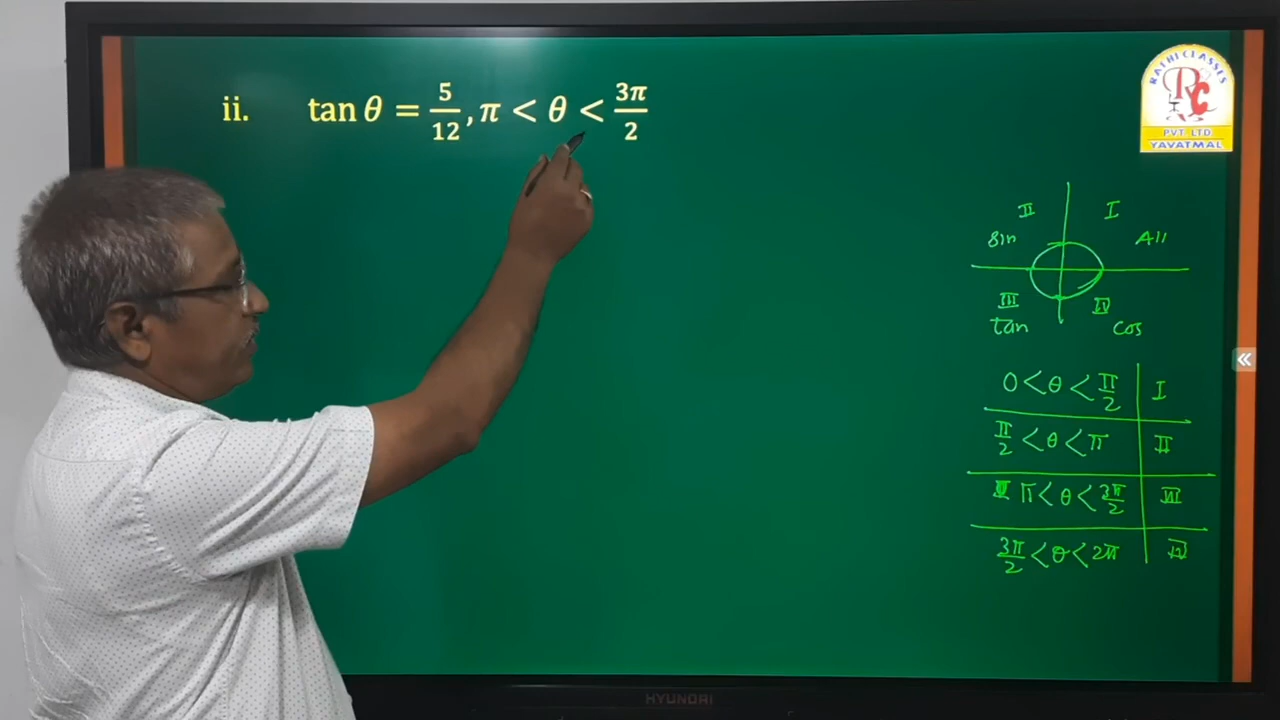 ii. tan θ = 5/12, π < θ < 3π/2
RATHI CLASSES
RC
PVT. LTD.
YAVATMAL
II I
Sin All
III IV
tan Cos
0 < θ < π/2 I
π/2 < θ < π II
π < θ < 3π/2 III
3π/2 < θ < 2π IV
HYUNDAI